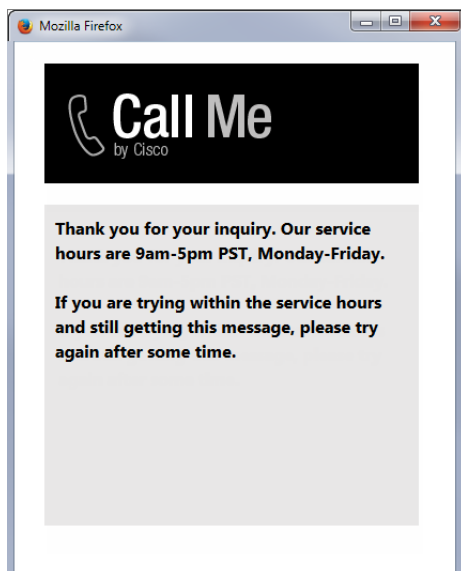 Mozilla Firefox
Call Me
by Cisco
Thank you for your inquiry. Our service
hours are 9am-5pm PST, Monday-Friday.
If you are trying within the service hours
and still getting this message, please try
again after some time.